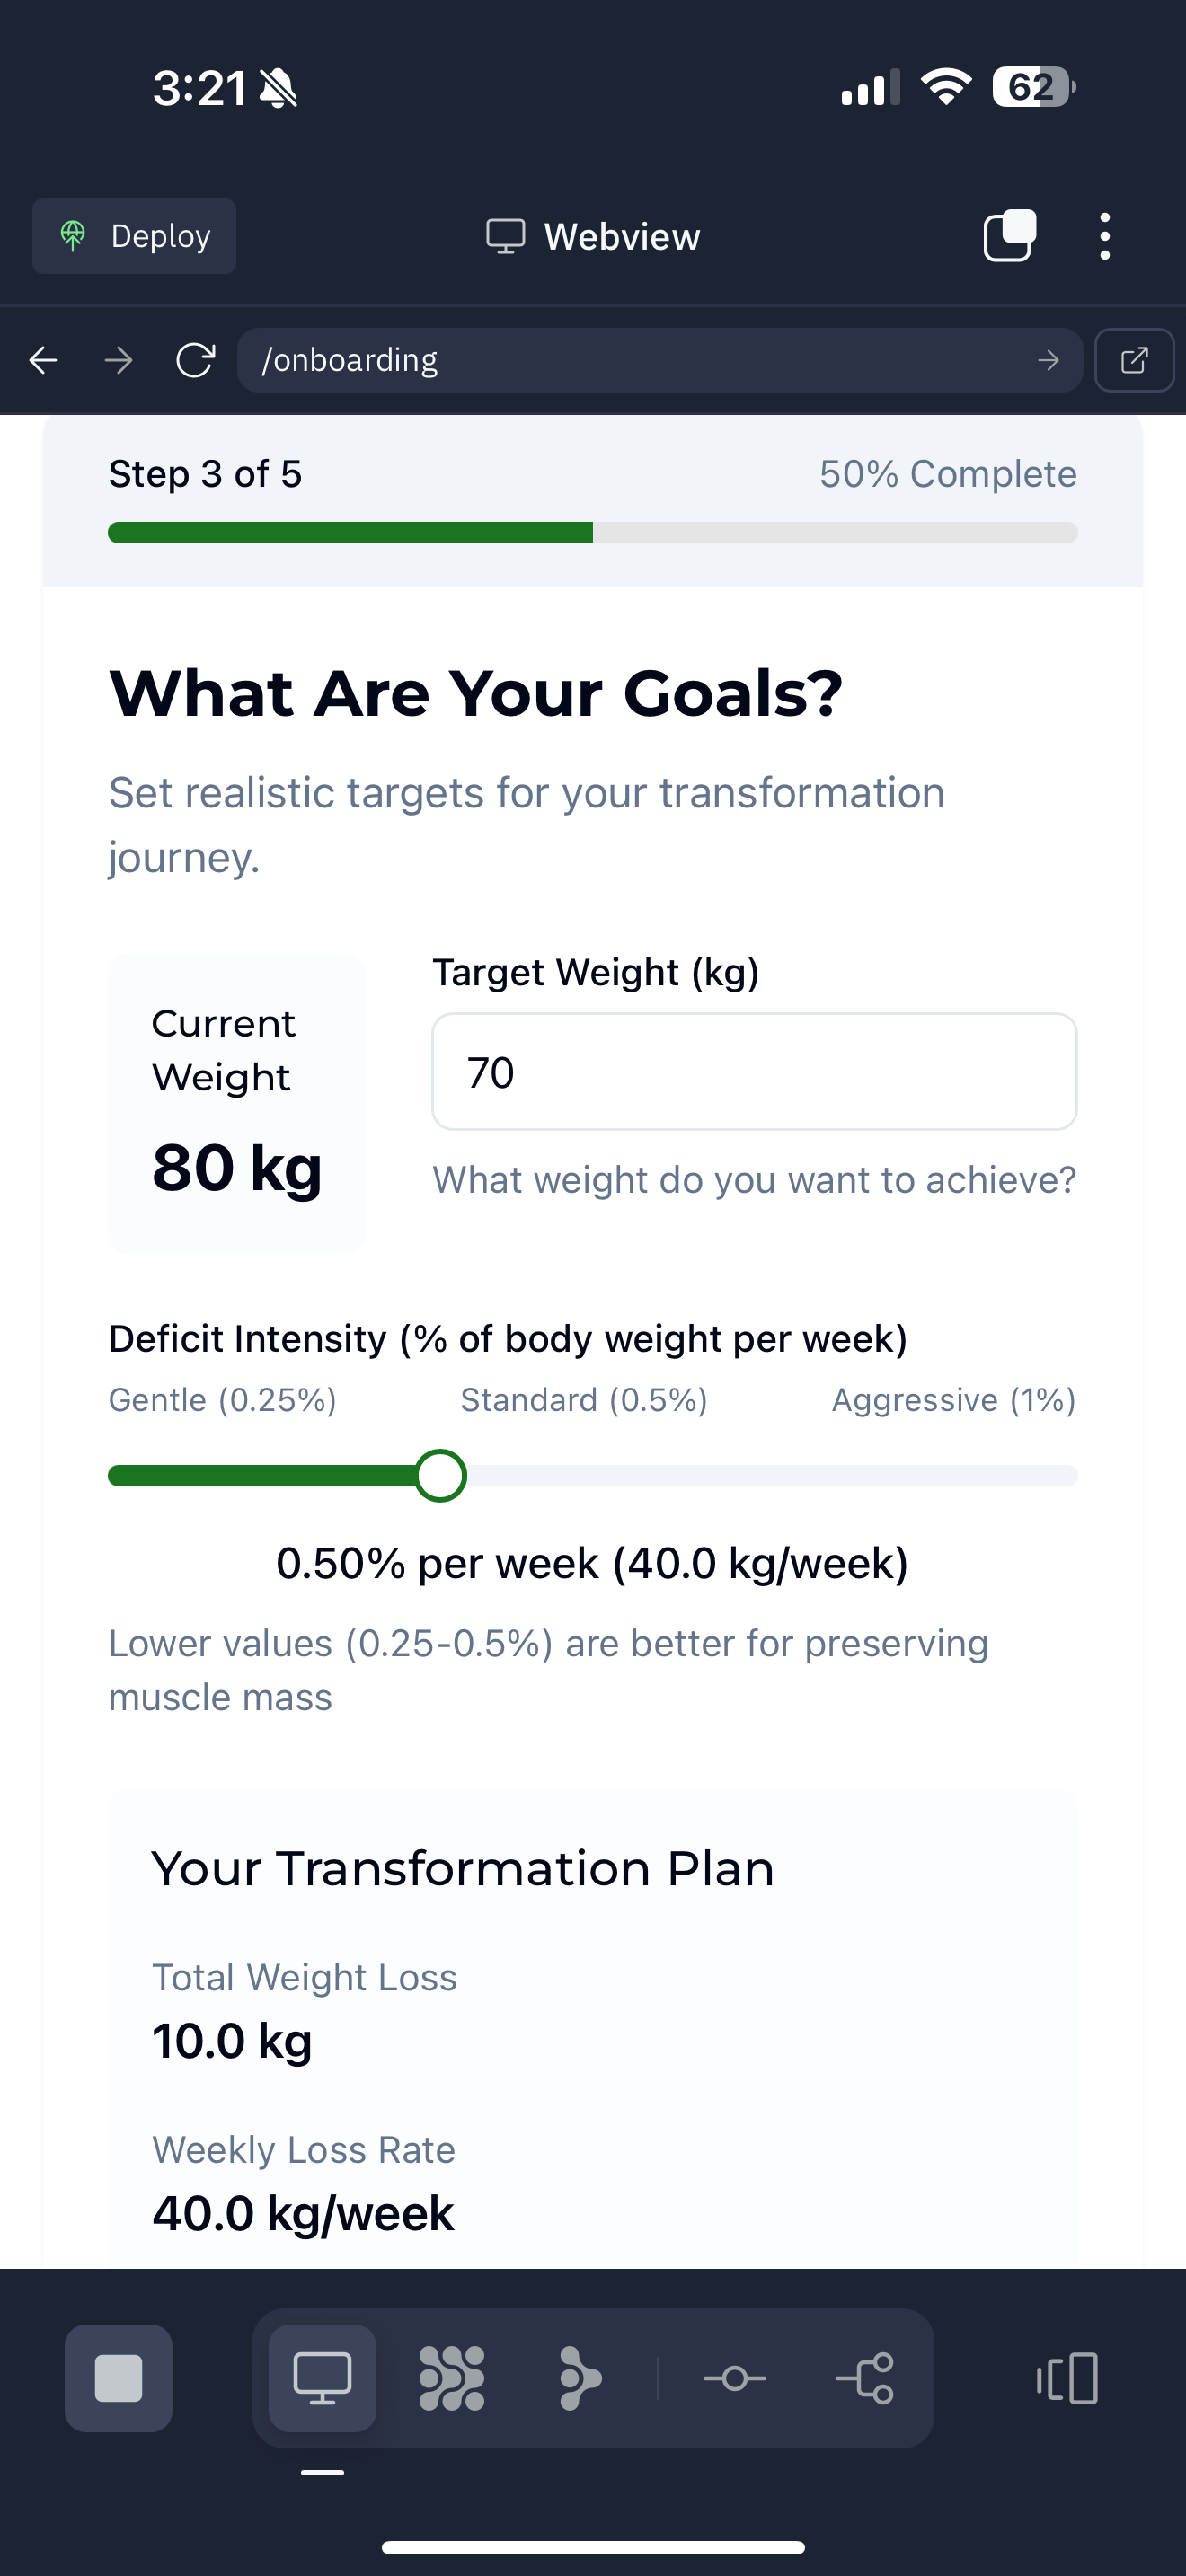 3:21
62
Deploy
Webview
/onboarding
Step 3 of 5
50% Complete
What Are Your Goals?
Set realistic targets for your transformation
journey.
Current
Weight
80 kg
Target Weight (kg)
70
What weight do you want to achieve?
Deficit Intensity (% of body weight per week)
Gentle (0.25%)
Standard (0.5%)
Aggressive (1%)
0.50% per week (40.0 kg/week)
Lower values (0.25-0.5%) are better for preserving
muscle mass
Your Transformation Plan
Total Weight Loss
10.0 kg
Weekly Loss Rate
40.0 kg/week